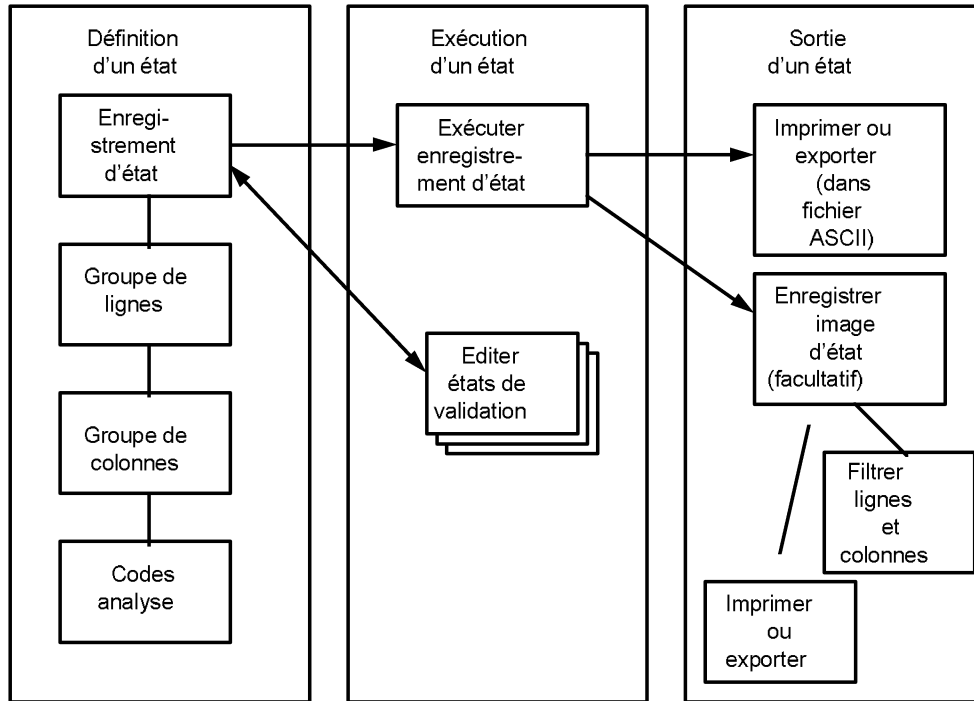 Définition
d'un état
Enregi-
strement
d'état
Groupe de
lignes
Groupe de
colonnes
Codes
analyse
Exécution
d'un état
Exécuter
enregistre-
ment d'état
Editer
états de
validation
Sortie
d'un état
Imprimer ou
exporter
(dans
fichier
ASCII)
Enregistrer
image
d'état
(facultatif)
Filtrer
lignes
et
colonnes
Imprimer
ou
exporter